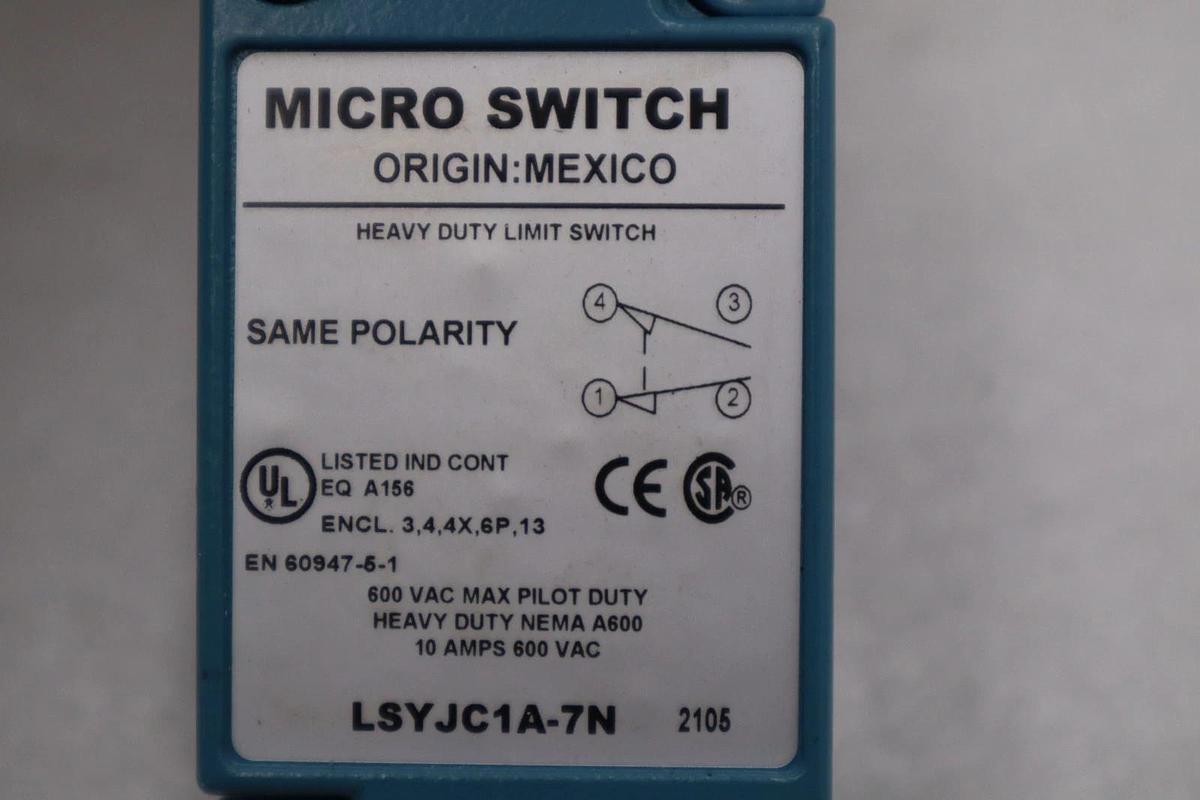 MICRO SWITCH
ORIGIN:MEXICO
HEAVY DUTY LIMIT SWITCH
4 3
SAME POLARITY
1 2
UL LISTED IND CONT
EQ A156
CE SA ®
ENCL. 3,4,4X,6P,13
EN 60947-5-1
600 VAC MAX PILOT DUTY
HEAVY DUTY NEMA A600
10 AMPS 600 VAC
LSYJC1A-7N 2105